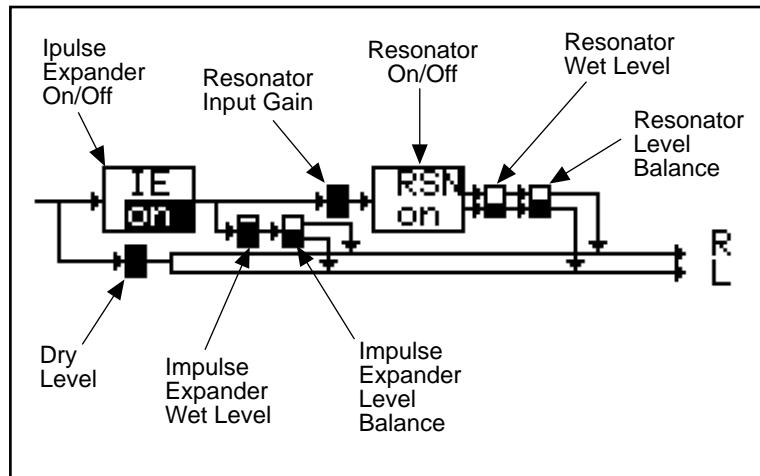 Ipulse
Expander
On/Off
Resonator
Input Gain
Resonator
On/Off
Resonator
Wet Level
Resonator
Level
Balance
IE
on
RSN
on
R
L
Dry
Level
Impulse
Expander
Wet Level
Impulse
Expander
Level
Balance